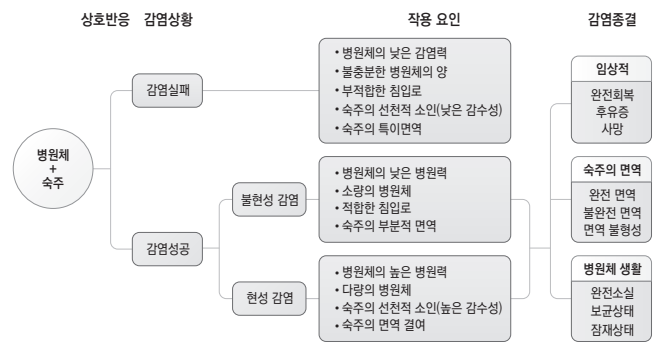 상호반응 감염상황 작용 요인 감염종결
병원체
+
숙주
감염실패
• 병원체의 낮은 감염력
• 불충분한 병원체의 양
• 부적합한 침입로
• 숙주의 선천적 소인(낮은 감수성)
• 숙주의 특이면역
감염성공
불현성 감염
• 병원체의 낮은 병원력
• 소량의 병원체
• 적합한 침입로
• 숙주의 부분적 면역
현성 감염
• 병원체의 높은 병원력
• 다량의 병원체
• 숙주의 선천적 소인(높은 감수성)
• 숙주의 면역 결여
임상적
완전회복
후유증
사망
숙주의 면역
완전 면역
불완전 면역
면역 불형성
병원체 생활
완전소실
보균상태
잠재상태